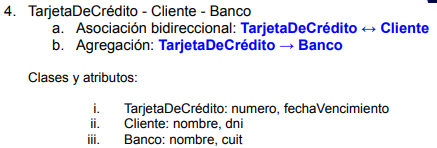 4. TarjetaDeCrédito - Cliente - Banco
a. Asociación bidireccional: TarjetaDeCrédito ↔ Cliente
b. Agregación: TarjetaDeCrédito → Banco
Clases y atributos:
i. TarjetaDeCrédito: numero, fechaVencimiento
ii. Cliente: nombre, dni
iii. Banco: nombre, cuit